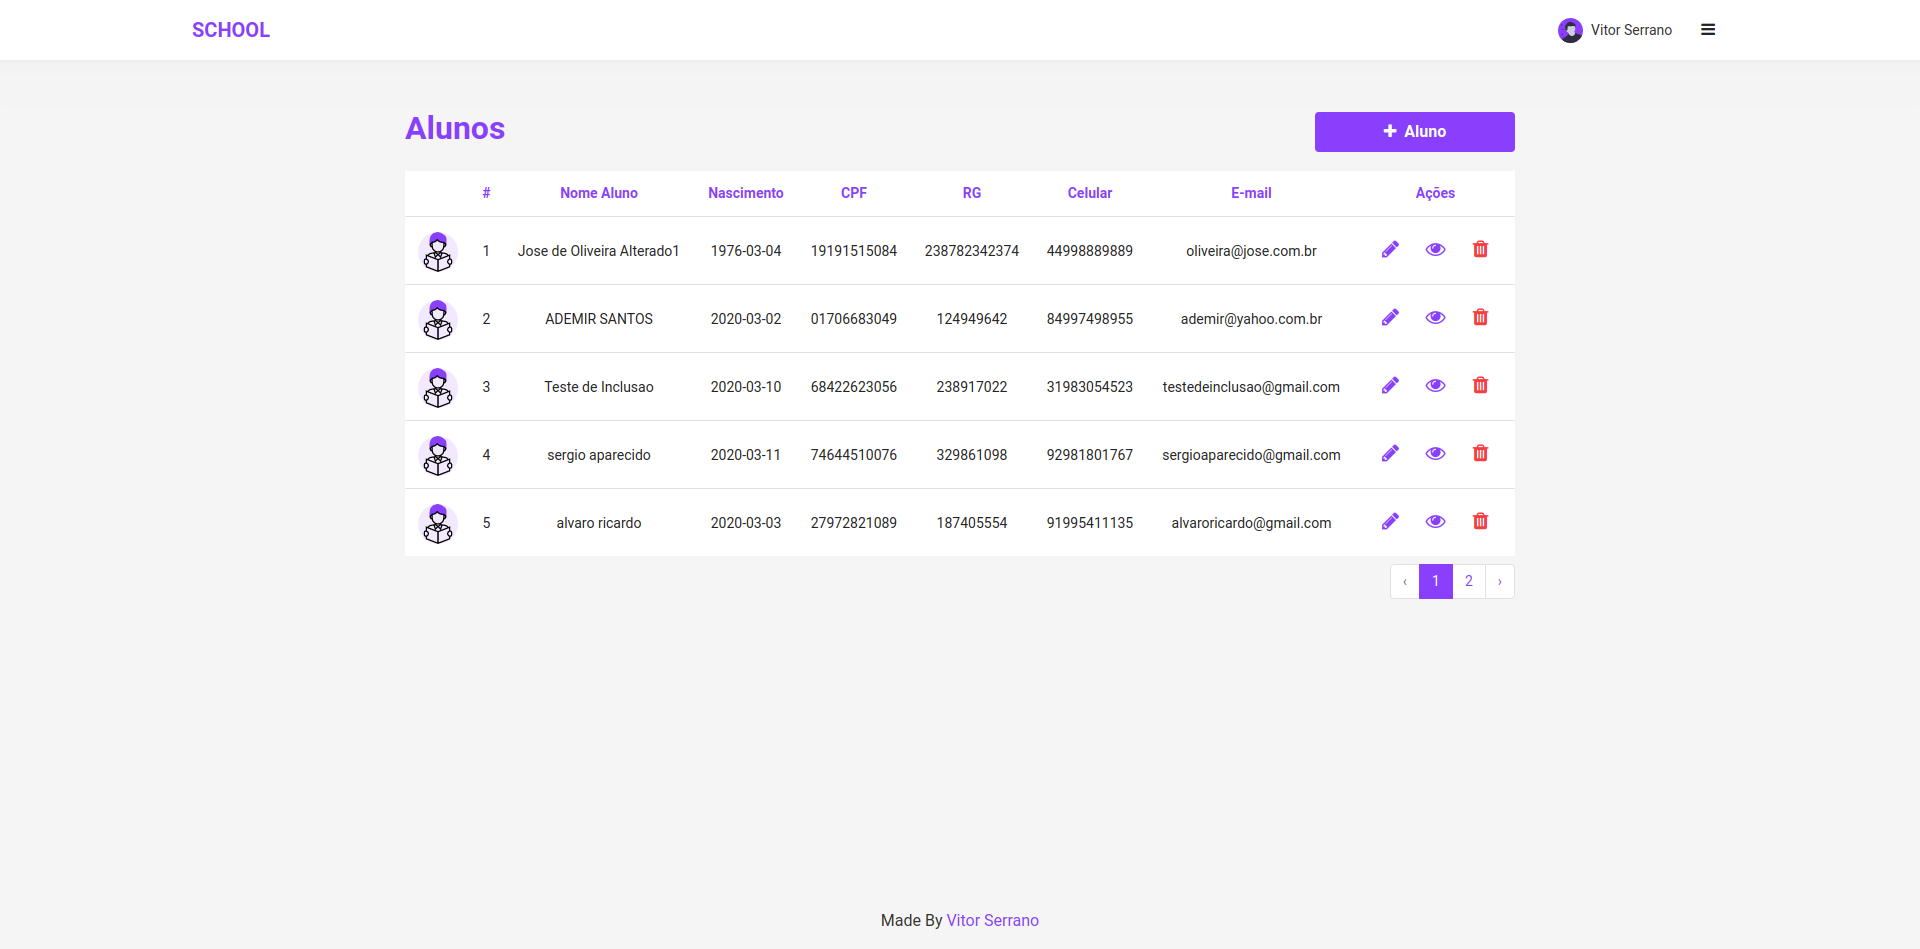 SCHOOL
Vitor Serrano
Alunos
Aluno
# Nome Aluno Nascimento CPF RG Celular E-mail Ações
1 Jose de Oliveira Alterado1 1976-03-04 19191515084 238782342374 44998889889 oliveira@jose.com.br
2 ADEMIR SANTOS 2020-03-02 01706683049 124949642 84997498955 ademir@yahoo.com.br
3 Teste de Inclusao 2020-03-10 68422623056 238917022 31983054523 testedeinclusao@gmail.com
4 sergio aparecido 2020-03-11 74644510076 329861098 92981801767 sergioaparecido@gmail.com
5 alvaro ricardo 2020-03-03 27972821089 187405554 91995411135 alvaroricardo@gmail.com
‹ 1 2 ›
Made By Vitor Serrano